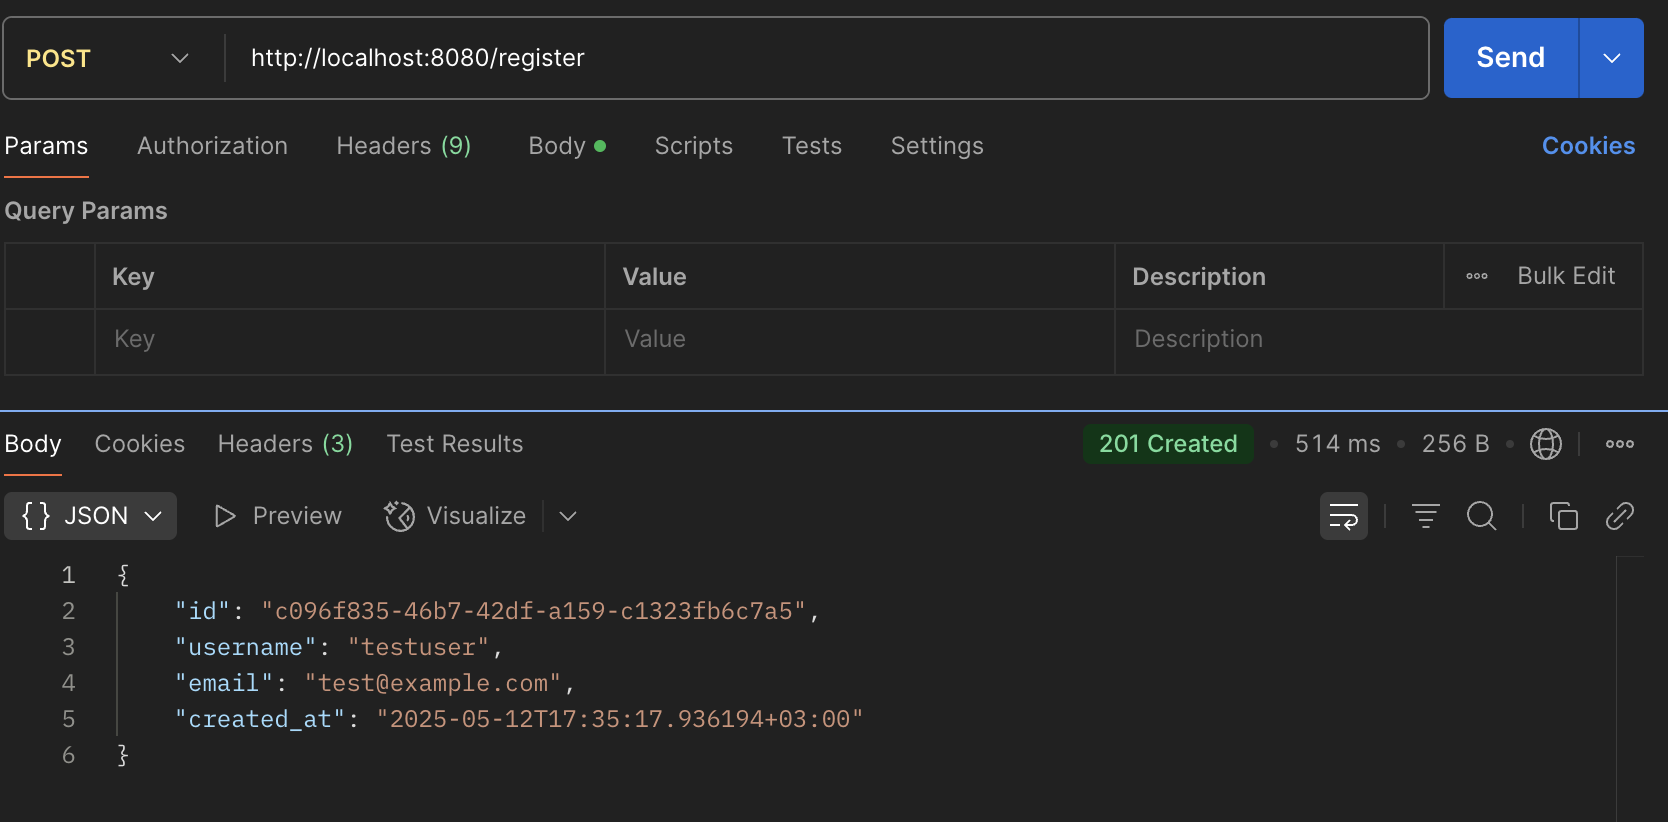 POST http://localhost:8080/register Send
Params Authorization Headers (9) Body Scripts Tests Settings Cookies
Query Params
Key Value Description Bulk Edit
Key Value Description
Body Cookies Headers (3) Test Results 201 Created • 514 ms • 256 B •
{} JSON Preview Visualize
1 {
2 "id": "c096f835-46b7-42df-a159-c1323fb6c7a5",
3 "username": "testuser",
4 "email": "test@example.com",
5 "created_at": "2025-05-12T17:35:17.936194+03:00"
6 }